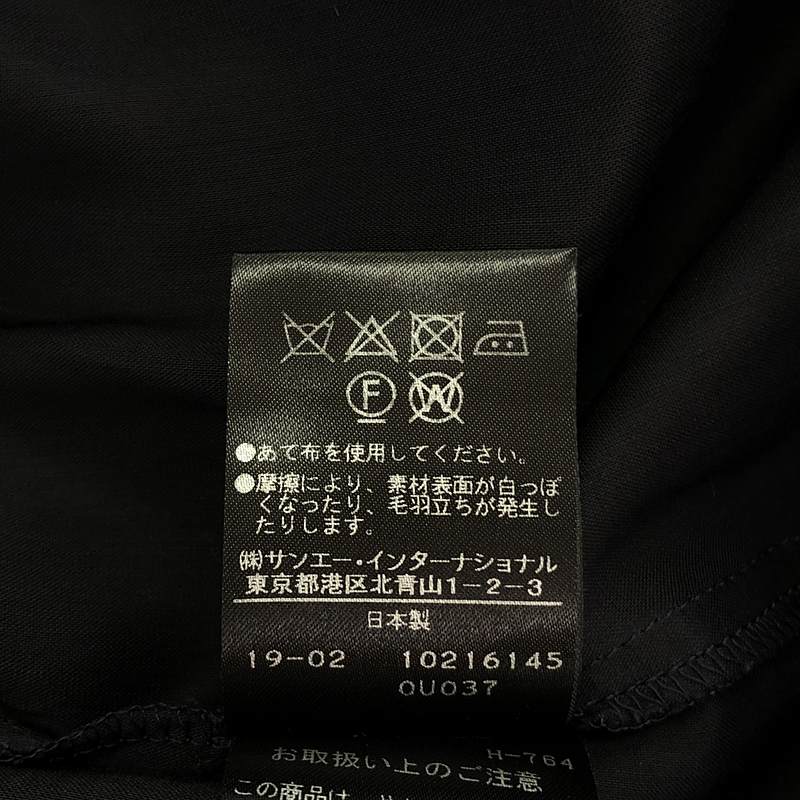 F
W
●あて布を使用してください。
●摩擦により、素材表面が白っぽ
くなったり、毛羽立ちが発生し
たりします。
㈱サンエー・インターナショナル
東京都港区北青山1-2-3
日本製
19-02 10216145
0U037
H-764
お取扱い上のご注意
この商品は、